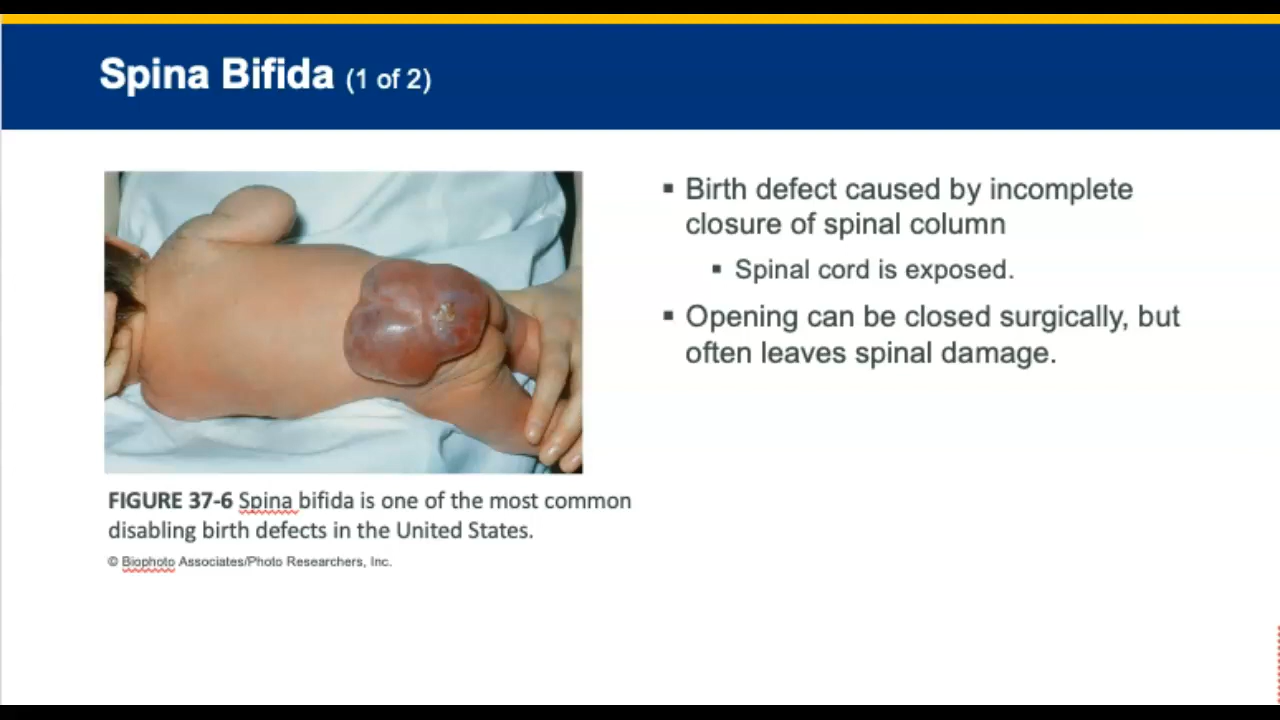 Spina Bifida (1 of 2)
▪ Birth defect caused by incomplete
closure of spinal column
▪ Spinal cord is exposed.
▪ Opening can be closed surgically, but
often leaves spinal damage.
FIGURE 37-6 Spina bifida is one of the most common
disabling birth defects in the United States.
© Biophoto Associates/Photo Researchers, Inc.